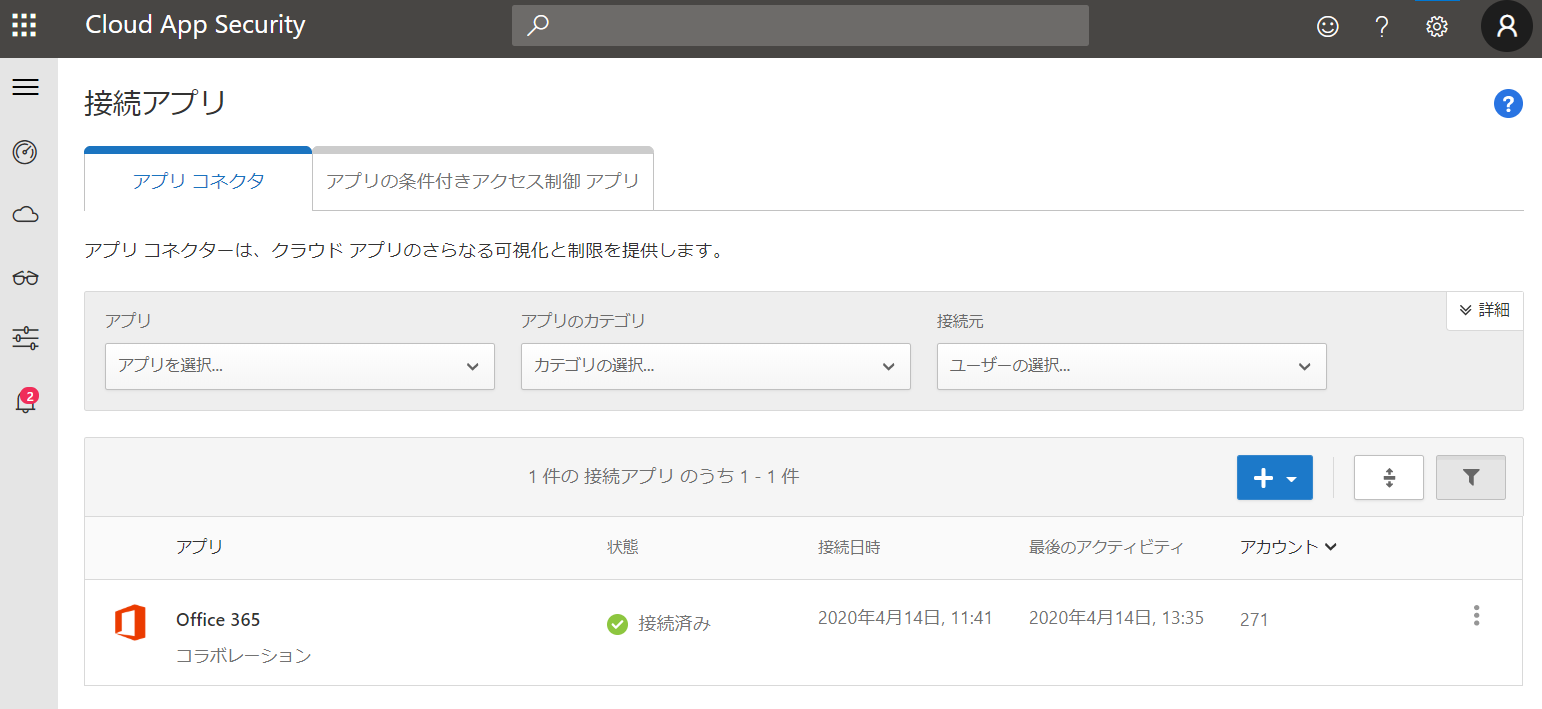 Cloud App Security
接続アプリ
?
アプリ コネクタ
アプリの条件付きアクセス制御 アプリ
アプリ コネクターは、クラウド アプリのさらなる可視化と制限を提供します。
アプリ
アプリのカテゴリ
接続元
詳細
アプリを選択...
カテゴリの選択...
ユーザーの選択...
2
1 件の 接続アプリ のうち 1 - 1 件
アプリ
状態
接続日時
最後のアクティビティ
アカウント
Office 365
接続済み
2020年4月14日, 11:41
2020年4月14日, 13:35
271
コラボレーション